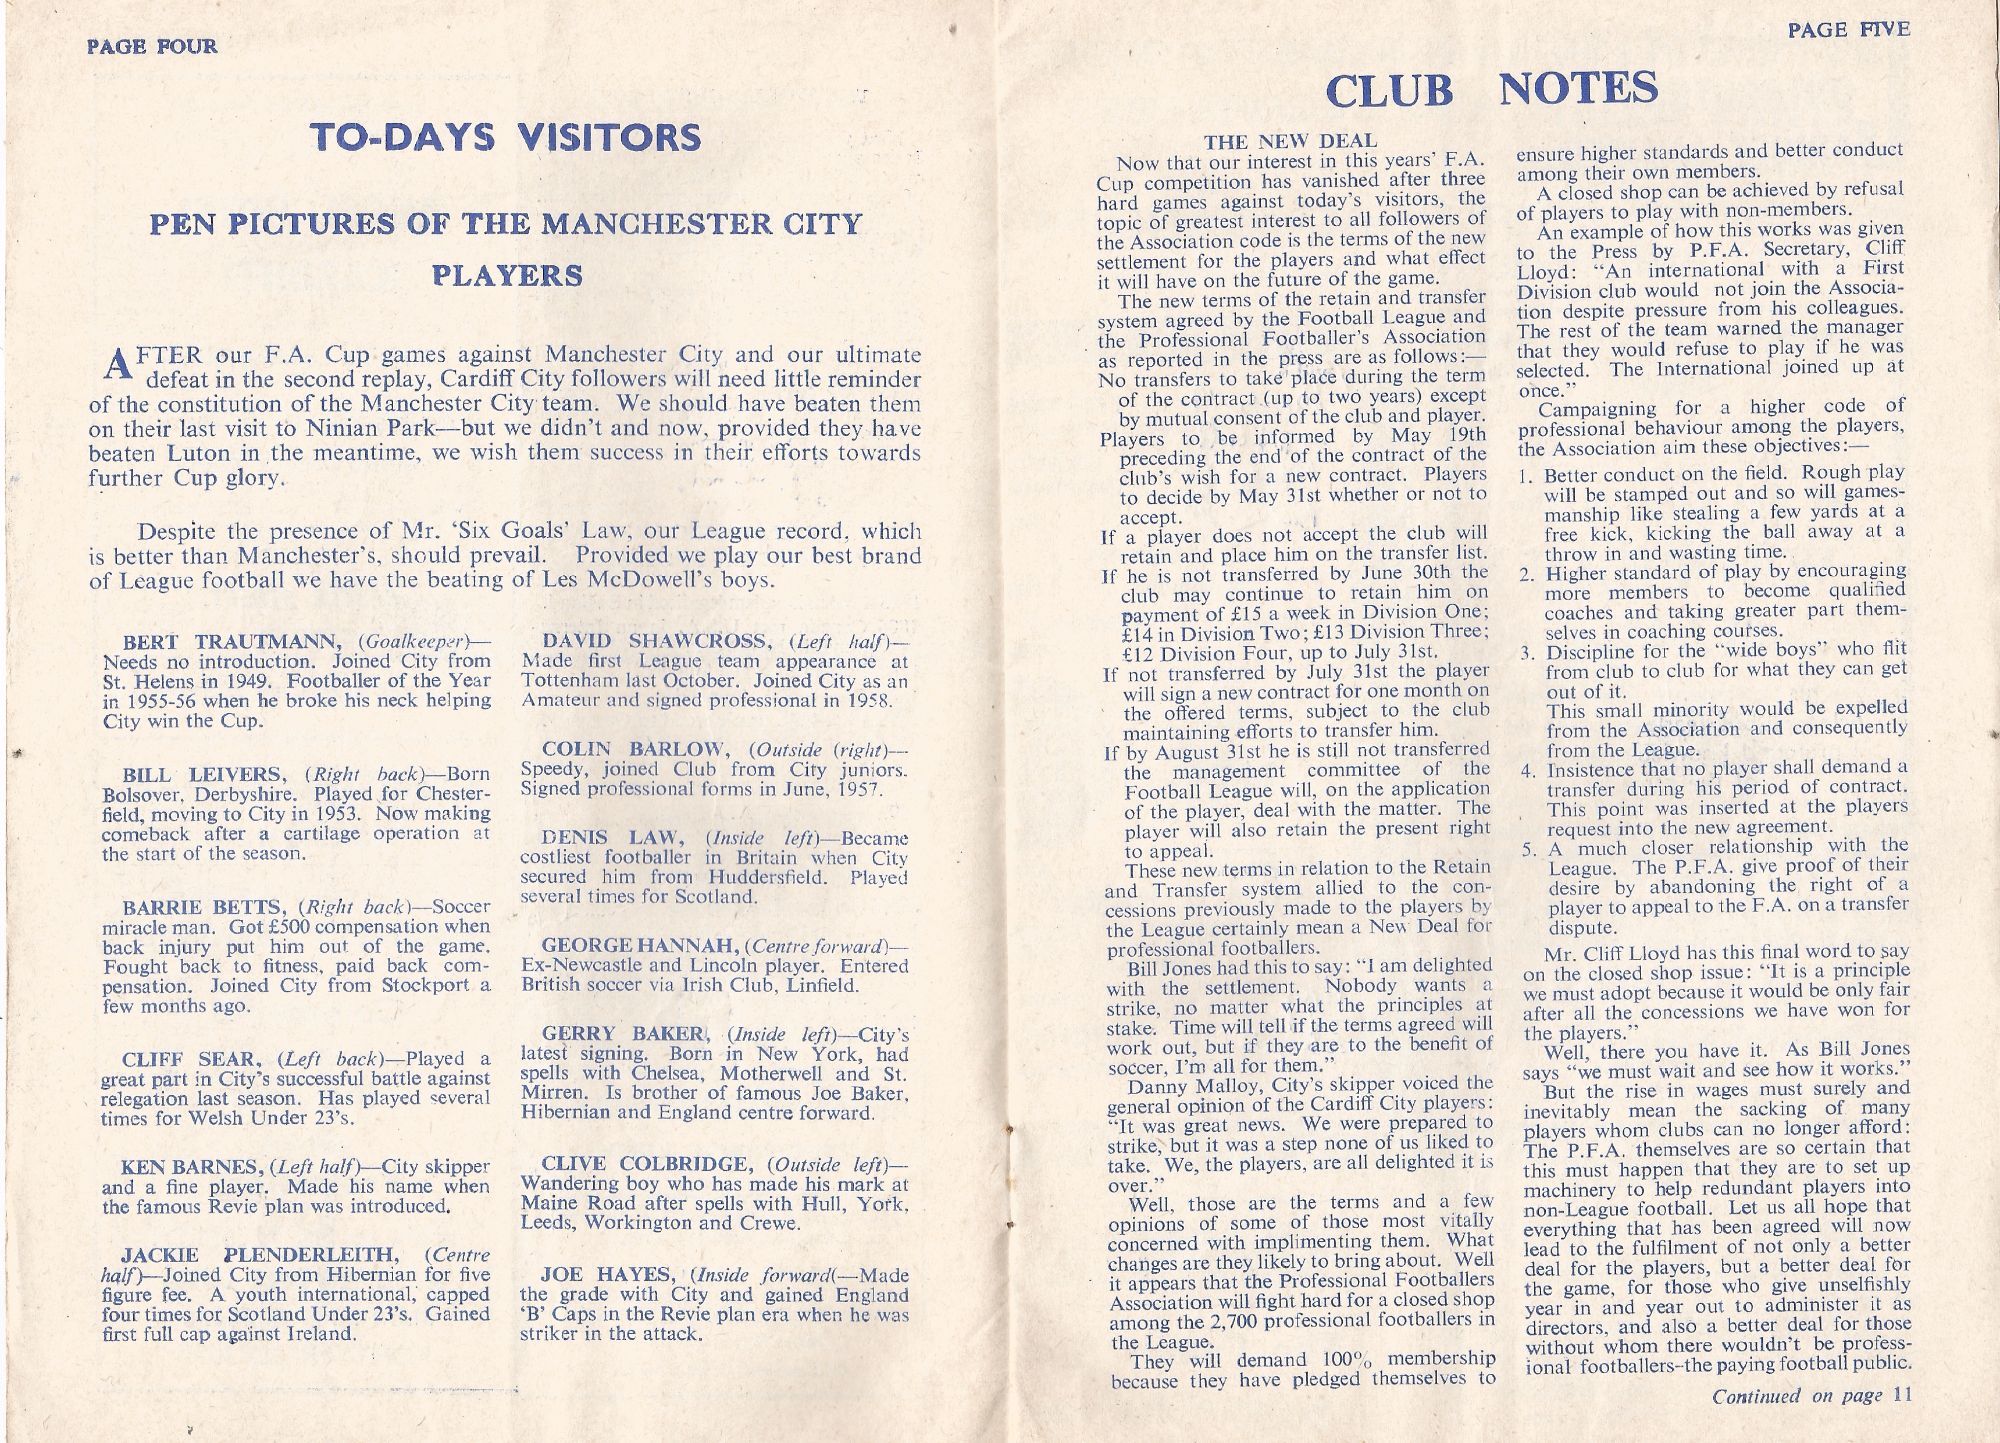 PAGE FOUR
TO-DAYS VISITORS
PEN PICTURES OF THE MANCHESTER CITY
PLAYERS
AFTER our F.A. Cup games against Manchester City and our ultimate
defeat in the second replay, Cardiff City followers will need little reminder
of the constitution of the Manchester City team. We should have beaten them
on their last visit to Ninian Park—but we didn't and now, provided they have
beaten Luton in the meantime, we wish them success in their efforts towards
further Cup glory.
Despite the presence of Mr. 'Six Goals' Law, our League record, which
is better than Manchester's, should prevail. Provided we play our best brand
of League football we have the beating of Les McDowell's boys.
BERT TRAUTMANN, (Goalkeeper)—
Needs no introduction. Joined City from
St. Helens in 1949. Footballer of the Year
in 1955-56 when he broke his neck helping
City win the Cup.
BILL LEIVERS, (Right back)—Born
Bolsover, Derbyshire. Played for Chester-
field, moving to City in 1953. Now making
comeback after a cartilage operation at
the start of the season.
BARRIE BETTS, (Right back)—Soccer
miracle man. Got £500 compensation when
back injury put him out of the game.
Fought back to fitness, paid back com-
pensation. Joined City from Stockport a
few months ago.
CLIFF SEAR, (Left back)—Played a
great part in City's successful battle against
relegation last season. Has played several
times for Welsh Under 23's.
KEN BARNES, (Left half)—City skipper
and a fine player. Made his name when
the famous Revie plan was introduced.
JACKIE PLENDERLEITH, (Centre
half)—Joined City from Hibernian for five
figure fee. A youth international, capped
four times for Scotland Under 23's. Gained
first full cap against Ireland.
DAVID SHAWCROSS, (Left half)—
Made first League team appearance at
Tottenham last October. Joined City as an
Amateur and signed professional in 1958.
COLIN BARLOW, (Outside (right)—
Speedy, joined Club from City juniors.
Signed professional forms in June, 1957.
DENIS LAW, (Inside left)—Became
costliest footballer in Britain when City
secured him from Huddersfield. Played
several times for Scotland.
GEORGE HANNAH, (Centre forward)—
Ex-Newcastle and Lincoln player. Entered
British soccer via Irish Club, Linfield.
GERRY BAKER, (Inside left)—City's
latest signing. Born in New York, had
spells with Chelsea, Motherwell and St.
Mirren. Is brother of famous Joe Baker,
Hibernian and England centre forward.
CLIVE COLBRIDGE, (Outside left)—
Wandering boy who has made his mark at
Maine Road after spells with Hull, York,
Leeds, Workington and Crewe.
JOE HAYES, (Inside forward(—Made
the grade with City and gained England
'B' Caps in the Revie plan era when he was
striker in the attack.
PAGE FIVE
CLUB NOTES
THE NEW DEAL
Now that our interest in this years' F.A.
Cup competition has vanished after three
hard games against today's visitors, the
topic of greatest interest to all followers of
the Association code is the terms of the new
settlement for the players and what effect
it will have on the future of the game.
The new terms of the retain and transfer
system agreed by the Football League and
the Professional Footballer's Association
as reported in the press are as follows:—
No transfers to take place during the term
of the contract (up to two years) except
by mutual consent of the club and player.
Players to be informed by May 19th
preceding the end of the contract of the
club's wish for a new contract. Players
to decide by May 31st whether or not to
accept.
If a player does not accept the club will
retain and place him on the transfer list.
If he is not transferred by June 30th the
club may continue to retain him on
payment of £15 a week in Division One;
£14 in Division Two; £13 Division Three;
£12 Division Four, up to July 31st.
If not transferred by July 31st the player
will sign a new contract for one month on
the offered terms, subject to the club
maintaining efforts to transfer him.
If by August 31st he is still not transferred
the management committee of the
Football League will, on the application
of the player, deal with the matter. The
player will also retain the present right
to appeal.
These new terms in relation to the Retain
and Transfer system allied to the con-
cessions previously made to the players by
the League certainly mean a New Deal for
professional footballers.
Bill Jones had this to say: "I am delighted
with the settlement. Nobody wants a
strike, no matter what the principles at
stake. Time will tell if the terms agreed will
work out, but if they are to the benefit of
soccer, I'm all for them."
Danny Malloy, City's skipper voiced the
general opinion of the Cardiff City players:
"It was great news. We were prepared to
strike, but it was a step none of us liked to
take. We, the players, are all delighted it is
over."
Well, those are the terms and a few
opinions of some of those most vitally
concerned with implimenting them. What
changes are they likely to bring about. Well
it appears that the Professional Footballers
Association will fight hard for a closed shop
among the 2,700 professional footballers in
the League.
They will demand 100% membership
because they have pledged themselves to
ensure higher standards and better conduct
among their own members.
A closed shop can be achieved by refusal
of players to play with non-members.
An example of how this works was given
to the Press by P.F.A. Secretary, Cliff
Lloyd: "An international with a First
Division club would not join the Associa-
tion despite pressure from his colleagues.
The rest of the team warned the manager
that they would refuse to play if he was
selected. The International joined up at
once."
Campaigning for a higher code of
professional behaviour among the players,
the Association aim these objectives:—
1. Better conduct on the field. Rough play
will be stamped out and so will games-
manship like stealing a few yards at a
free kick, kicking the ball away at a
throw in and wasting time.
2. Higher standard of play by encouraging
more members to become qualified
coaches and taking greater part them-
selves in coaching courses.
3. Discipline for the "wide boys" who flit
from club to club for what they can get
out of it.
This small minority would be expelled
from the Association and consequently
from the League.
4. Insistence that no player shall demand a
transfer during his period of contract.
This point was inserted at the players
request into the new agreement.
5. A much closer relationship with the
League. The P.F.A. give proof of their
desire by abandoning the right of a
player to appeal to the F.A. on a transfer
dispute.
Mr. Cliff Lloyd has this final word to say
on the closed shop issue: "It is a principle
we must adopt because it would be only fair
after all the concessions we have won for
the players."
Well, there you have it. As Bill Jones
says "we must wait and see how it works."
But the rise in wages must surely and
inevitably mean the sacking of many
players whom clubs can no longer afford:
The P.F.A. themselves are so certain that
this must happen that they are to set up
machinery to help redundant players into
non-League football. Let us all hope that
everything that has been agreed will now
lead to the fulfilment of not only a better
deal for the players, but a better deal for
the game, for those who give unselfishly
year in and year out to administer it as
directors, and also a better deal for those
without whom there wouldn't be profess-
ional footballers--the paying football public.
Continued on page 11